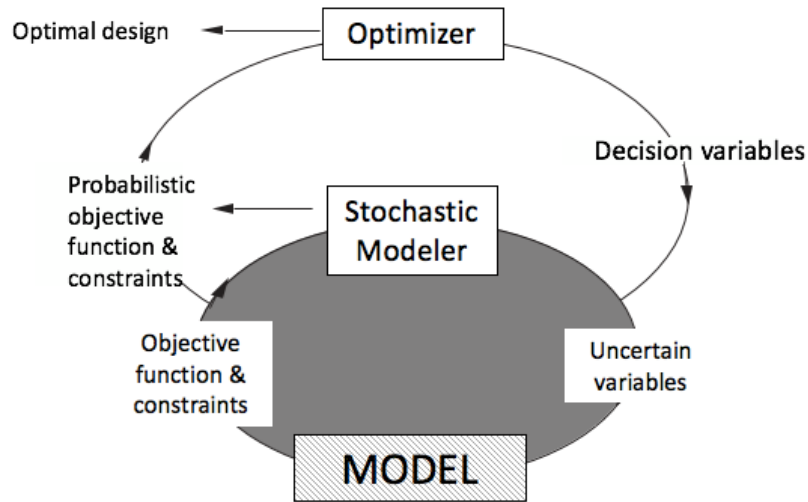 Optimal design
Optimizer
Decision variables
Probabilistic
objective
function &
constraints
Stochastic
Modeler
Objective
function &
constraints
Uncertain
variables
MODEL